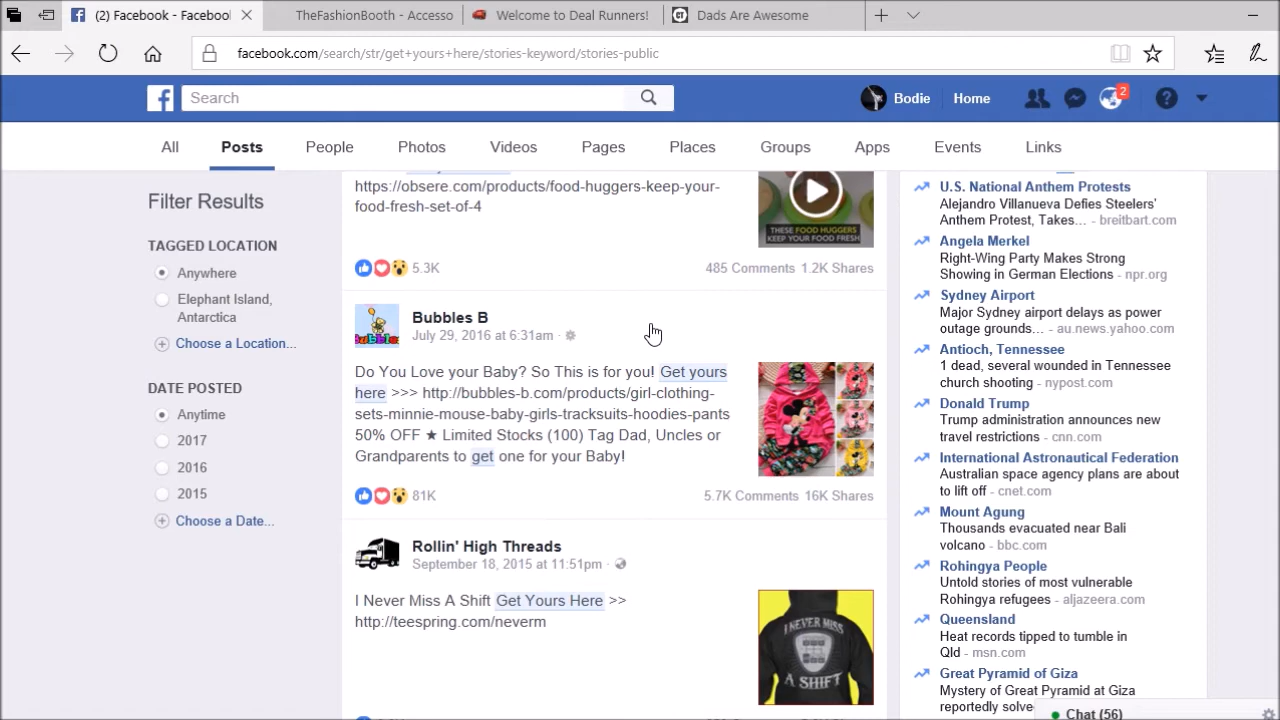 (2) Facebook - Faceboo
TheFashionBooth - Accesso
Welcome to Deal Runners!
GT
Dads Are Awesome
facebook.com/search/str/get+yours+here/stories-keyword/stories-public
Search
Bodie
Home
2
All
Posts
People
Photos
Videos
Pages
Places
Groups
Apps
Events
Links
Filter Results
TAGGED LOCATION
Anywhere
Elephant Island,
Antarctica
Choose a Location...
DATE POSTED
Anytime
2017
2016
2015
Choose a Date...
https://obsere.com/products/food-huggers-keep-your-
food-fresh-set-of-4
THESE FOOD HUGGERS
KEEP YOUR FOOD FRESH
5.3K
485 Comments 1.2K Shares
Bubbles B
July 29, 2016 at 6:31am ·
Do You Love your Baby? So This is for you! Get yours
here >>> http://bubbles-b.com/products/girl-clothing-
sets-minnie-mouse-baby-girls-tracksuits-hoodies-pants
50% OFF ★ Limited Stocks (100) Tag Dad, Uncles or
Grandparents to get one for your Baby!
81K
5.7K Comments 16K Shares
Rollin' High Threads
September 18, 2015 at 11:51pm ·
I Never Miss A Shift Get Yours Here >>
http://teespring.com/neverm
I NEVER MISS
A SHIFT
U.S. National Anthem Protests
Alejandro Villanueva Defies Steelers'
Anthem Protest, Takes... - breitbart.com
Angela Merkel
Right-Wing Party Makes Strong
Showing in German Elections - npr.org
Sydney Airport
Major Sydney airport delays as power
outage grounds... - au.news.yahoo.com
Antioch, Tennessee
1 dead, several wounded in Tennessee
church shooting - nypost.com
Donald Trump
Trump administration announces new
travel restrictions - cnn.com
International Astronautical Federation
Australian space agency plans are about
to lift off - cnet.com
Mount Agung
Thousands evacuated near Bali
volcano - bbc.com
Rohingya People
Untold stories of most vulnerable
Rohingya refugees - aljazeera.com
Queensland
Heat records tipped to tumble in
Qld - msn.com
Great Pyramid of Giza
Mystery of Great Pyramid at Giza
reportedly solve
Chat (56)